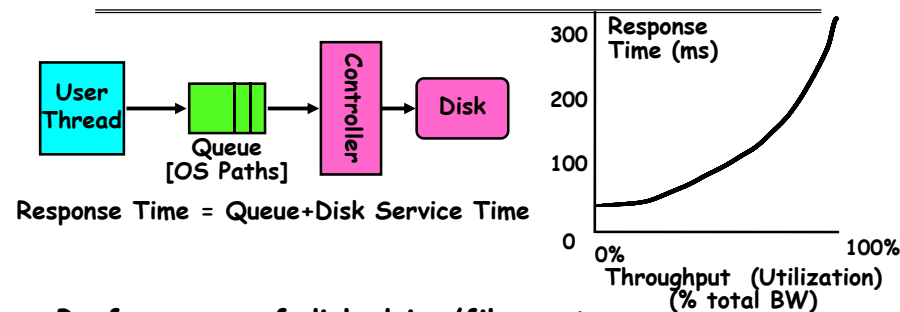 User
Thread
Queue
[OS Paths]
Controller
Disk
Response Time = Queue+Disk Service Time
Response
Time (ms)
300
200
100
0
0%
100%
Throughput (Utilization)
(% total BW)